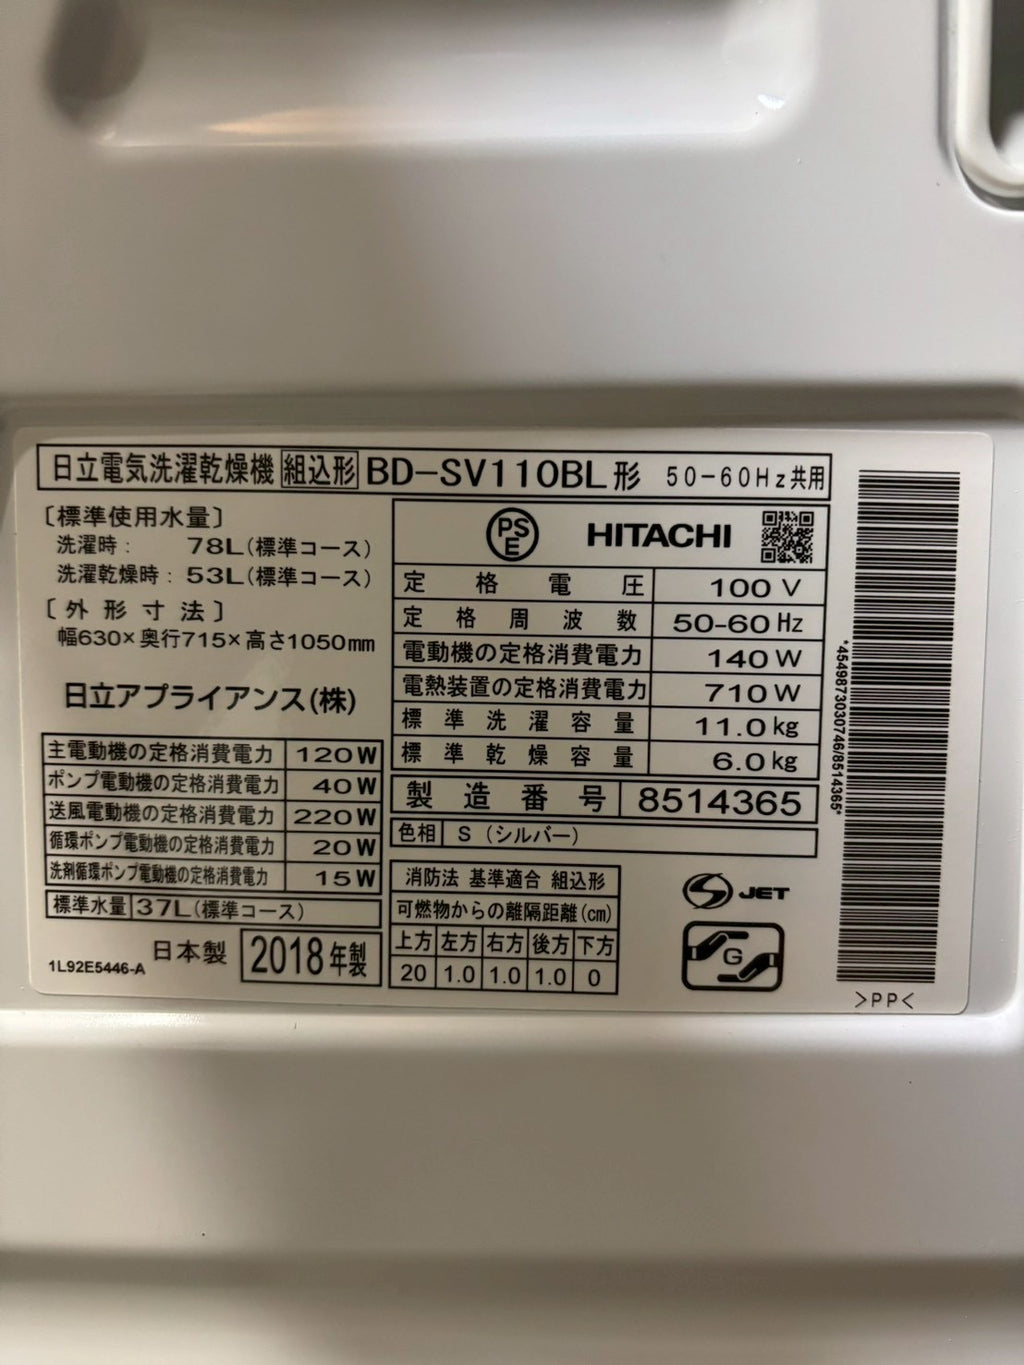 日立電気洗濯乾燥機 組込形 BD-SV110BL形 50-60Hz共用
〔標準使用水量〕
洗濯時: 78L(標準コース)
洗濯乾燥時: 53L(標準コース)
〔外形寸法〕
幅630×奥行715×高さ1050mm
日立アプライアンス(株)
主電動機の定格消費電力 120W
ポンプ電動機の定格消費電力 40W
送風電動機の定格消費電力 220W
循環ポンプ電動機の定格消費電力 20W
洗剤循環ポンプ電動機の定格消費電力 15W
標準水量 37L(標準コース)
日本製 2018年製
1L92E5446-A
PSE HITACHI
定格電圧 100V
定格周波数 50-60Hz
電動機の定格消費電力 140W
電熱装置の定格消費電力 710W
標準洗濯容量 11.0kg
標準乾燥容量 6.0kg
製造番号 8514365
色相 S(シルバー)
消防法 基準適合 組込形
可燃物からの離隔距離(cm)
上方 左方 右方 後方 下方
20 1.0 1.0 1.0 0
S JET
G
*4549873030746/8514365*
>PP<